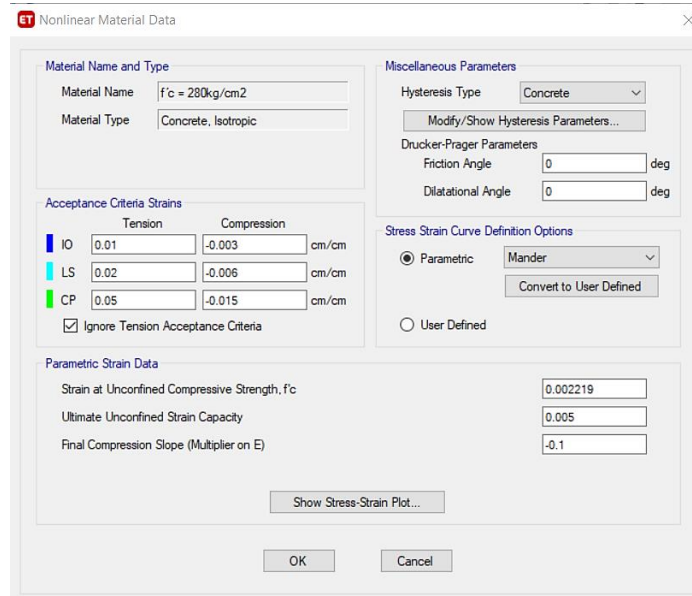 ET Nonlinear Material Data
Material Name and Type
Material Name f'c = 280kg/cm2
Material Type Concrete, Isotropic
Miscellaneous Parameters
Hysteresis Type Concrete
Modify/Show Hysteresis Parameters...
Drucker-Prager Parameters
Friction Angle 0 deg
Dilatational Angle 0 deg
Acceptance Criteria Strains
Tension Compression
IO 0.01 -0.003 cm/cm
LS 0.02 -0.006 cm/cm
CP 0.05 -0.015 cm/cm
Ignore Tension Acceptance Criteria
Stress Strain Curve Definition Options
Parametric Mander
Convert to User Defined
User Defined
Parametric Strain Data
Strain at Unconfined Compressive Strength, f'c 0.002219
Ultimate Unconfined Strain Capacity 0.005
Final Compression Slope (Multiplier on E) -0.1
Show Stress-Strain Plot...
OK Cancel